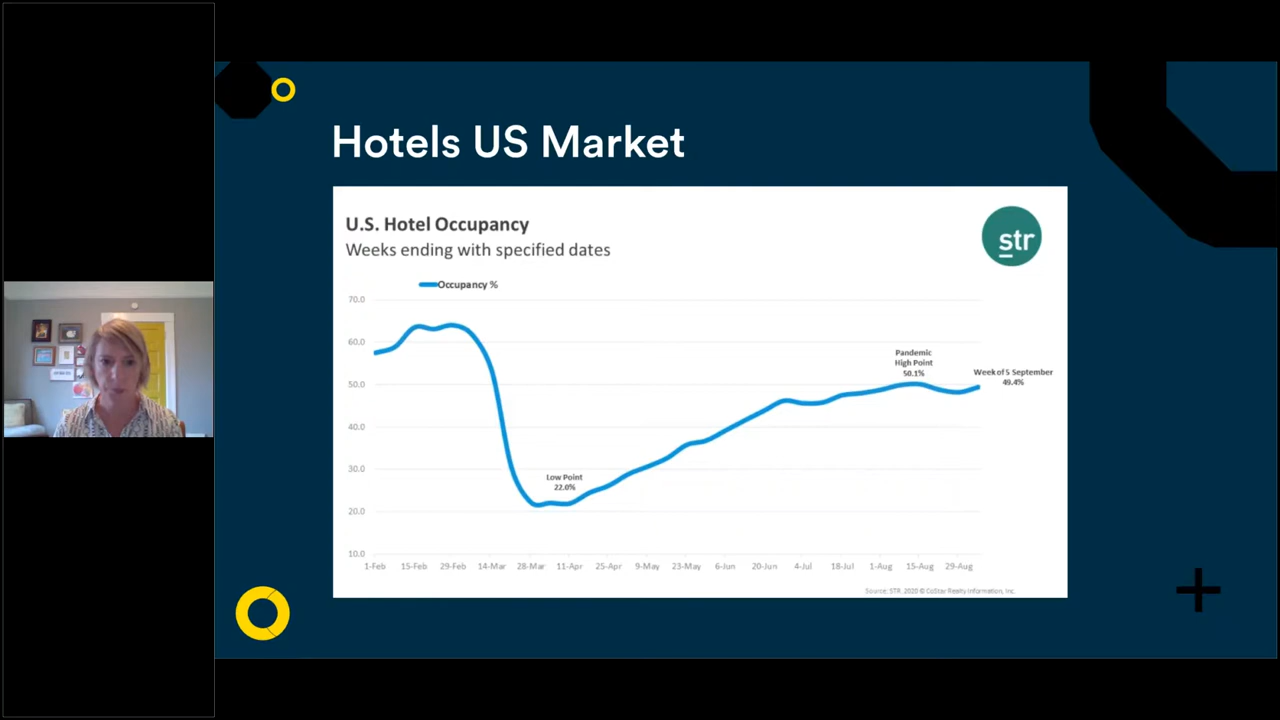 Hotels US Market
U.S. Hotel Occupancy
Weeks ending with specified dates
str
Occupancy %
70.0
60.0
50.0
40.0
30.0
20.0
10.0
Low Point
22.0%
Pandemic
High Point
50.1%
Week of 5 September
49.4%
1-Feb 15-Feb 29-Feb 14-Mar 28-Mar 11-Apr 25-Apr 9-May 23-May 6-Jun 20-Jun 4-Jul 18-Jul 1-Aug 15-Aug 29-Aug
Source: STR. 2020 © CoStar Realty Information, Inc.